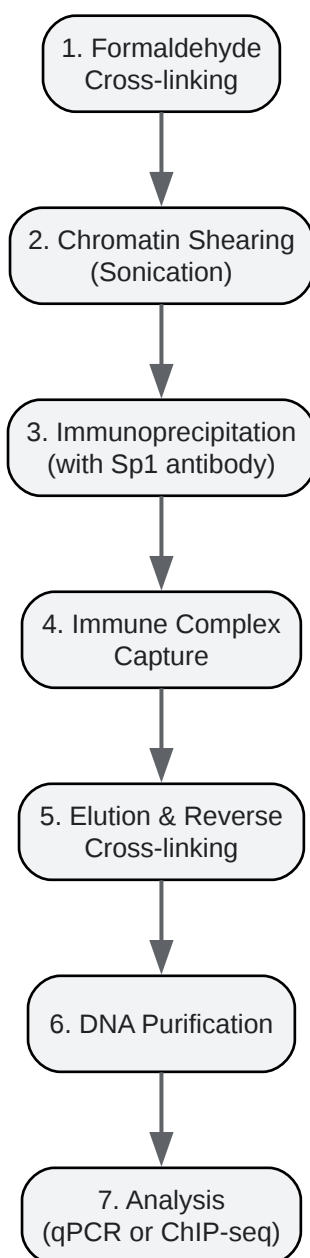 1. Formaldehyde
Cross-linking
2. Chromatin Shearing
(Sonication)
3. Immunoprecipitation
(with Sp1 antibody)
4. Immune Complex
Capture
5. Elution & Reverse
Cross-linking
6. DNA Purification
7. Analysis
(qPCR or ChIP-seq)